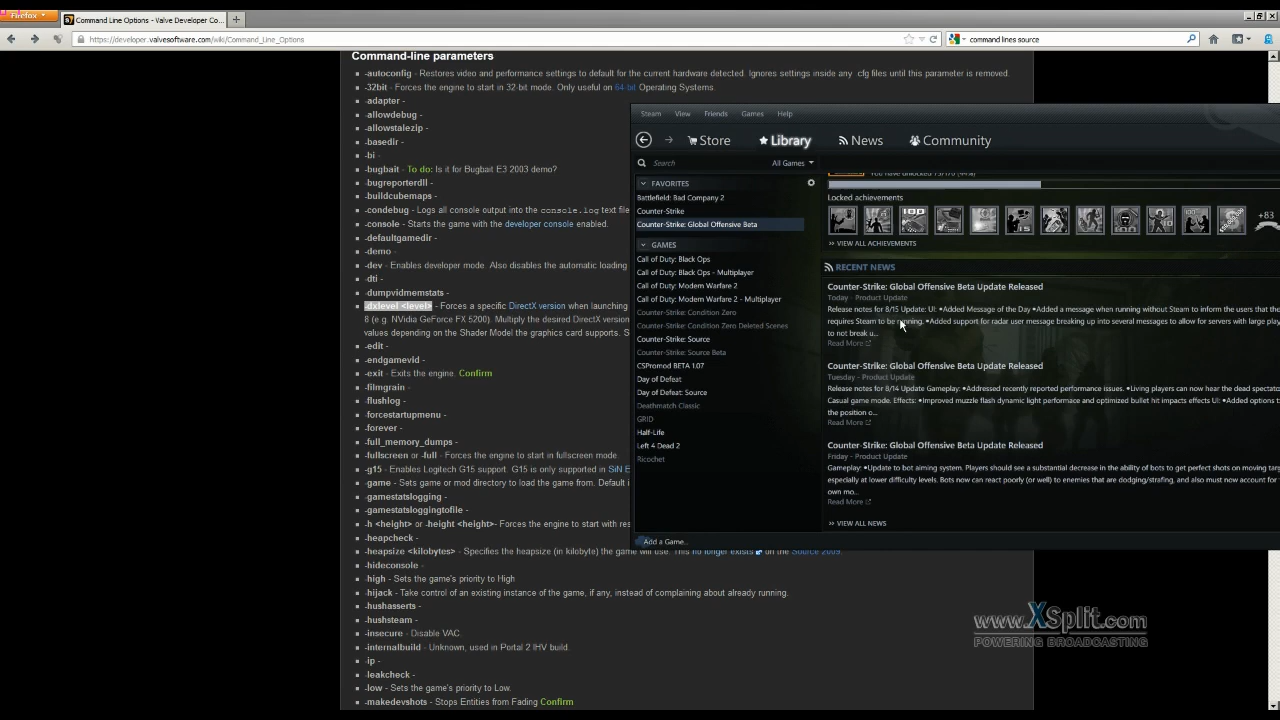 Firefox
Command Line Options - Valve Developer Co...
https://developer.valvesoftware.com/wiki/Command_Line_Options
command lines source
Command-line parameters
-autoconfig - Restores video and performance settings to default for the current hardware detected. Ignores settings inside any .cfg files until this parameter is removed.
-32bit - Forces the engine to start in 32-bit mode. Only useful on 64-bit Operating Systems.
-adapter -
-allowdebug -
-allowstalezip -
-basedir -
-bi -
-bugbait - To do: Is it for Bugbait E3 2003 demo?
-bugreporterdll -
-buildcubemaps -
-condebug - Logs all console output into the console.log text file
-console - Starts the game with the developer console enabled.
-defaultgamedir -
-demo -
-dev - Enables developer mode. Also disables the automatic loading
-dti -
-dumpvidmemstats -
-dxlevel <level> - Forces a specific DirectX version when launching
8 (e.g. NVidia GeForce FX 5200). Multiply the desired DirectX version
values depending on the Shader Model the graphics card supports. S
-edit -
-endgamevid -
-exit - Exits the engine. Confirm
-filmgrain -
-flushlog -
-forcestartupmenu -
-forever -
-full_memory_dumps -
-fullscreen or -full - Forces the engine to start in fullscreen mode.
-g15 - Enables Logitech G15 support. G15 is only supported in SiN E
-game - Sets game or mod directory to load the game from. Default i
-gamestatslogging -
-gamestatsloggingtofile -
-h <height> or -height <height>- Forces the engine to start with res
-heapcheck -
-heapsize <kilobytes> - Specifies the heapsize (in kilobyte) the game will use. This no longer exists on the Source 2009.
-hideconsole -
-high - Sets the game's priority to High
-hijack - Take control of an existing instance of the game, if any, instead of complaining about already running.
-hushasserts -
-hushsteam -
-insecure - Disable VAC.
-internalbuild - Unknown, used in Portal 2 IHV build.
-ip -
-leakcheck -
-low - Sets the game's priority to Low.
-makedevshots - Stops Entities from Fading Confirm
Steam View Friends Games Help
Store Library News Community
Search All Games
FAVORITES
Battlefield: Bad Company 2
Counter-Strike
Counter-Strike: Global Offensive Beta
GAMES
Call of Duty: Black Ops
Call of Duty: Black Ops - Multiplayer
Call of Duty: Modern Warfare 2
Call of Duty: Modern Warfare 2 - Multiplayer
Counter-Strike: Condition Zero
Counter-Strike: Condition Zero Deleted Scenes
Counter-Strike: Source
Counter-Strike: Source Beta
CSPromod BETA 1.07
Day of Defeat
Day of Defeat: Source
Deathmatch Classic
GRID
Half-Life
Left 4 Dead 2
Ricochet
Add a Game...
Locked achievements
+83
>> VIEW ALL ACHIEVEMENTS
RECENT NEWS
Counter-Strike: Global Offensive Beta Update Released
Today - Product Update
Release notes for 8/15 Update: UI: •Added Message of the Day •Added a message when running without Steam to inform the users that the
requires Steam to be running. •Added support for radar user message breaking up into several messages to allow for servers with large play
to not break u...
Read More
Counter-Strike: Global Offensive Beta Update Released
Tuesday - Product Update
Release notes for 8/14 Update Gameplay: •Addressed recently reported performance issues. •Living players can now hear the dead spectator
Casual game mode. Effects: •Improved muzzle flash dynamic light performace and optimized bullet hit impacts effects UI: •Added options t
the position o...
Read More
Counter-Strike: Global Offensive Beta Update Released
Friday - Product Update
Gameplay: •Update to bot aiming system. Players should see a substantial decrease in the ability of bots to get perfect shots on moving targ
especially at lower difficulty levels. Bots now can react poorly (or well) to enemies that are dodging/strafing, and also must now account for
own mo...
Read More
>> VIEW ALL NEWS
www.XSplit.com
POWERING BROADCASTING